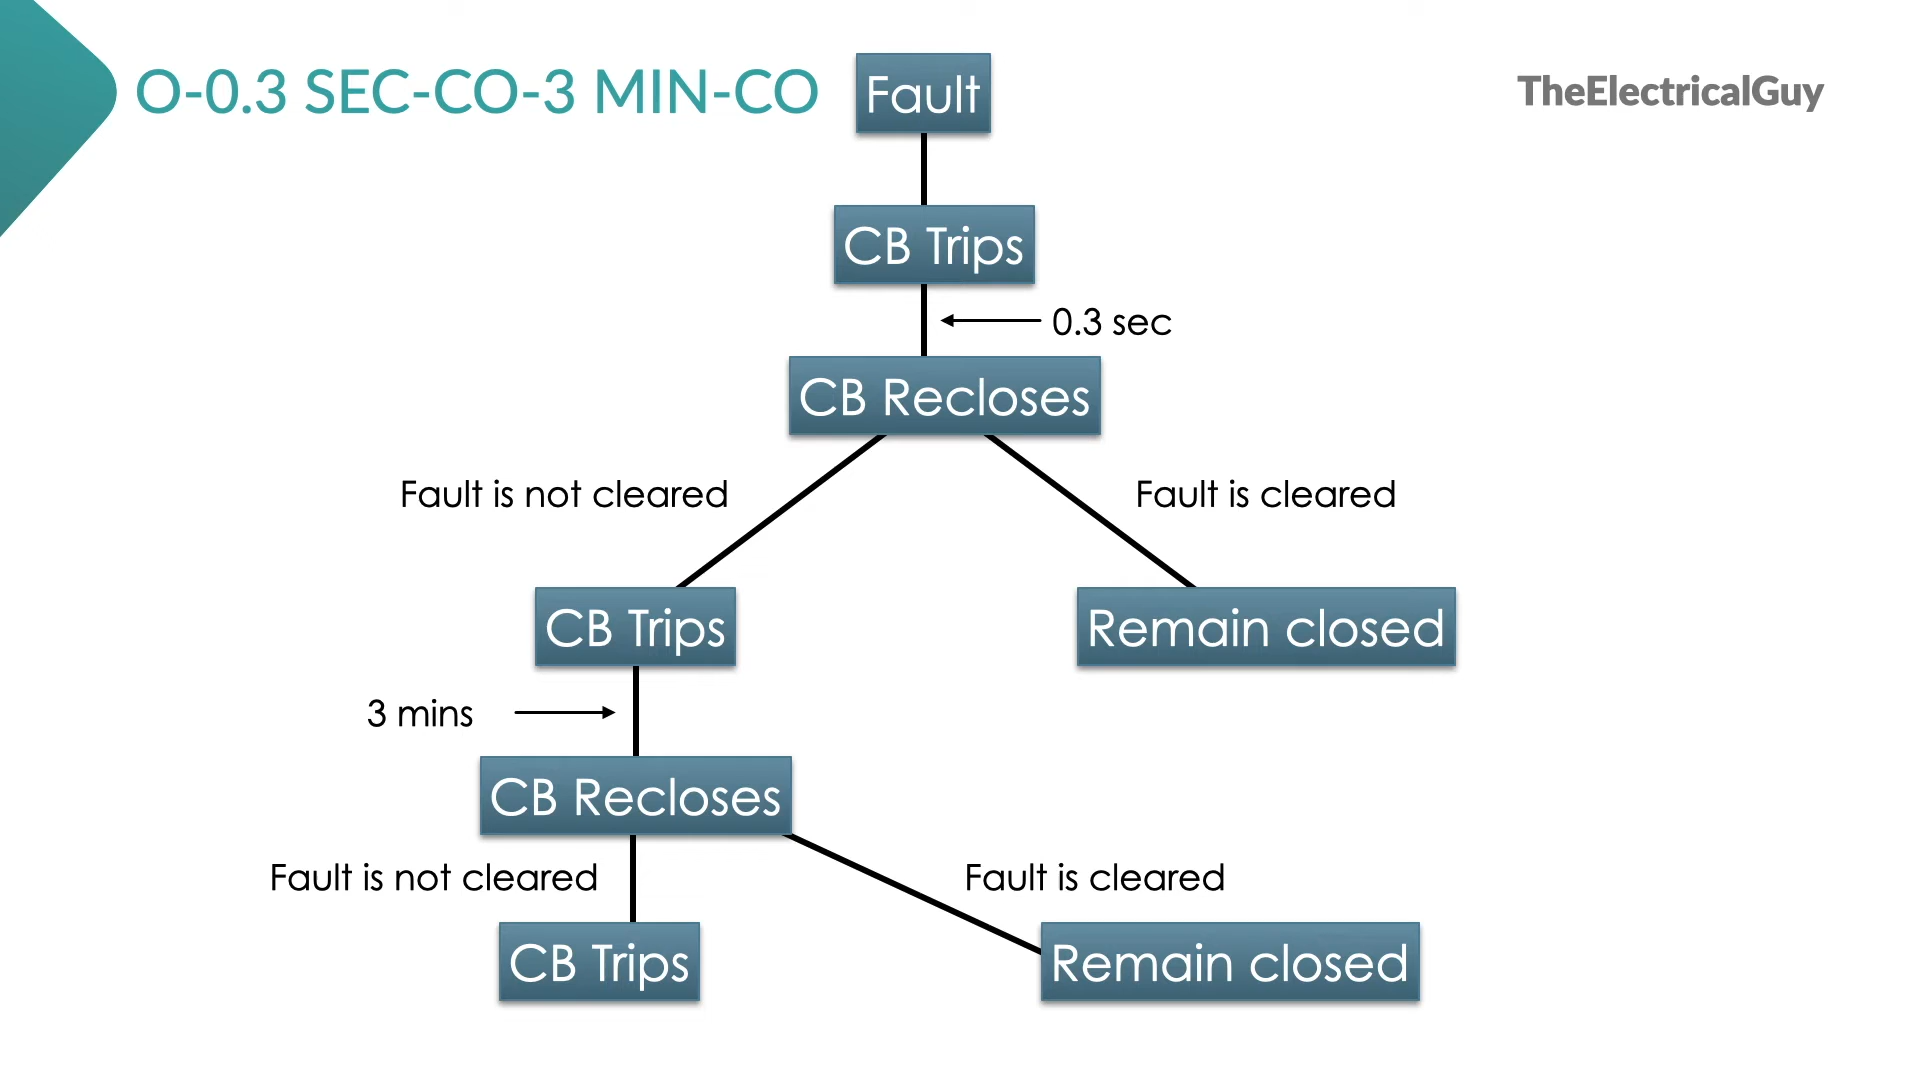 O-0.3 SEC-CO-3 MIN-CO
Fault
TheElectricalGuy
CB Trips
0.3 sec
CB Recloses
Fault is not cleared
Fault is cleared
CB Trips
Remain closed
3 mins
CB Recloses
Fault is not cleared
Fault is cleared
CB Trips
Remain closed